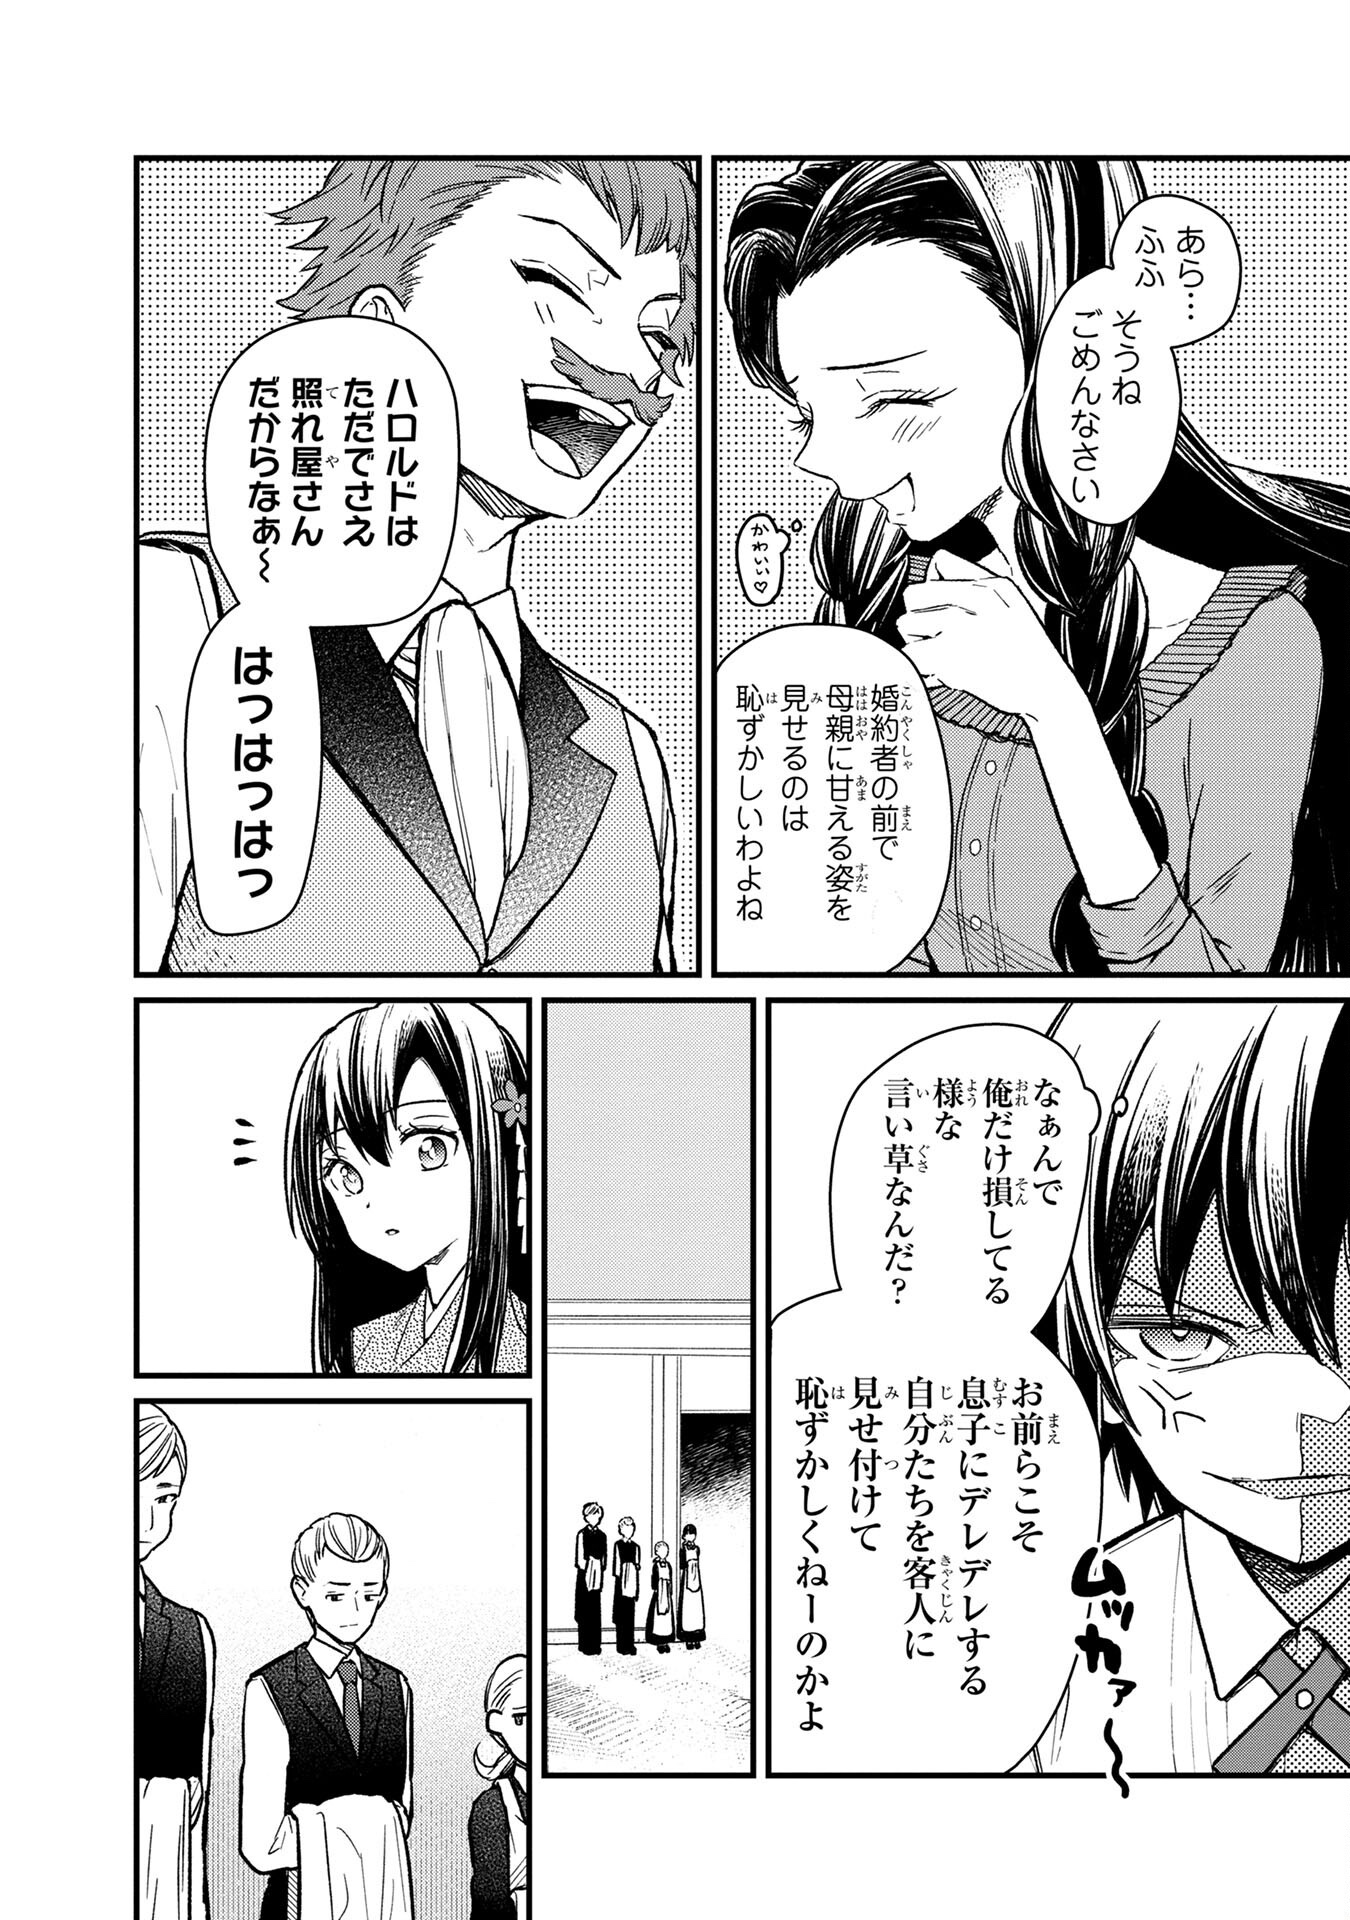 あら…
ふふ
そうね
ごめんなさい
かわいい♡
婚約者の前で
母親に甘える姿を
見せるのは
恥ずかしいわよね
ハロルドは
ただでさえ
照れ屋さん
だからなぁ〜
はっはっはっ
なぁんで
俺だけ損してる
様な
言い草なんだ?
お前らこそ
息子にデレデレする
自分たちを客人に
見せ付けて
恥ずかしくねーのかよ
ムッカァ〜